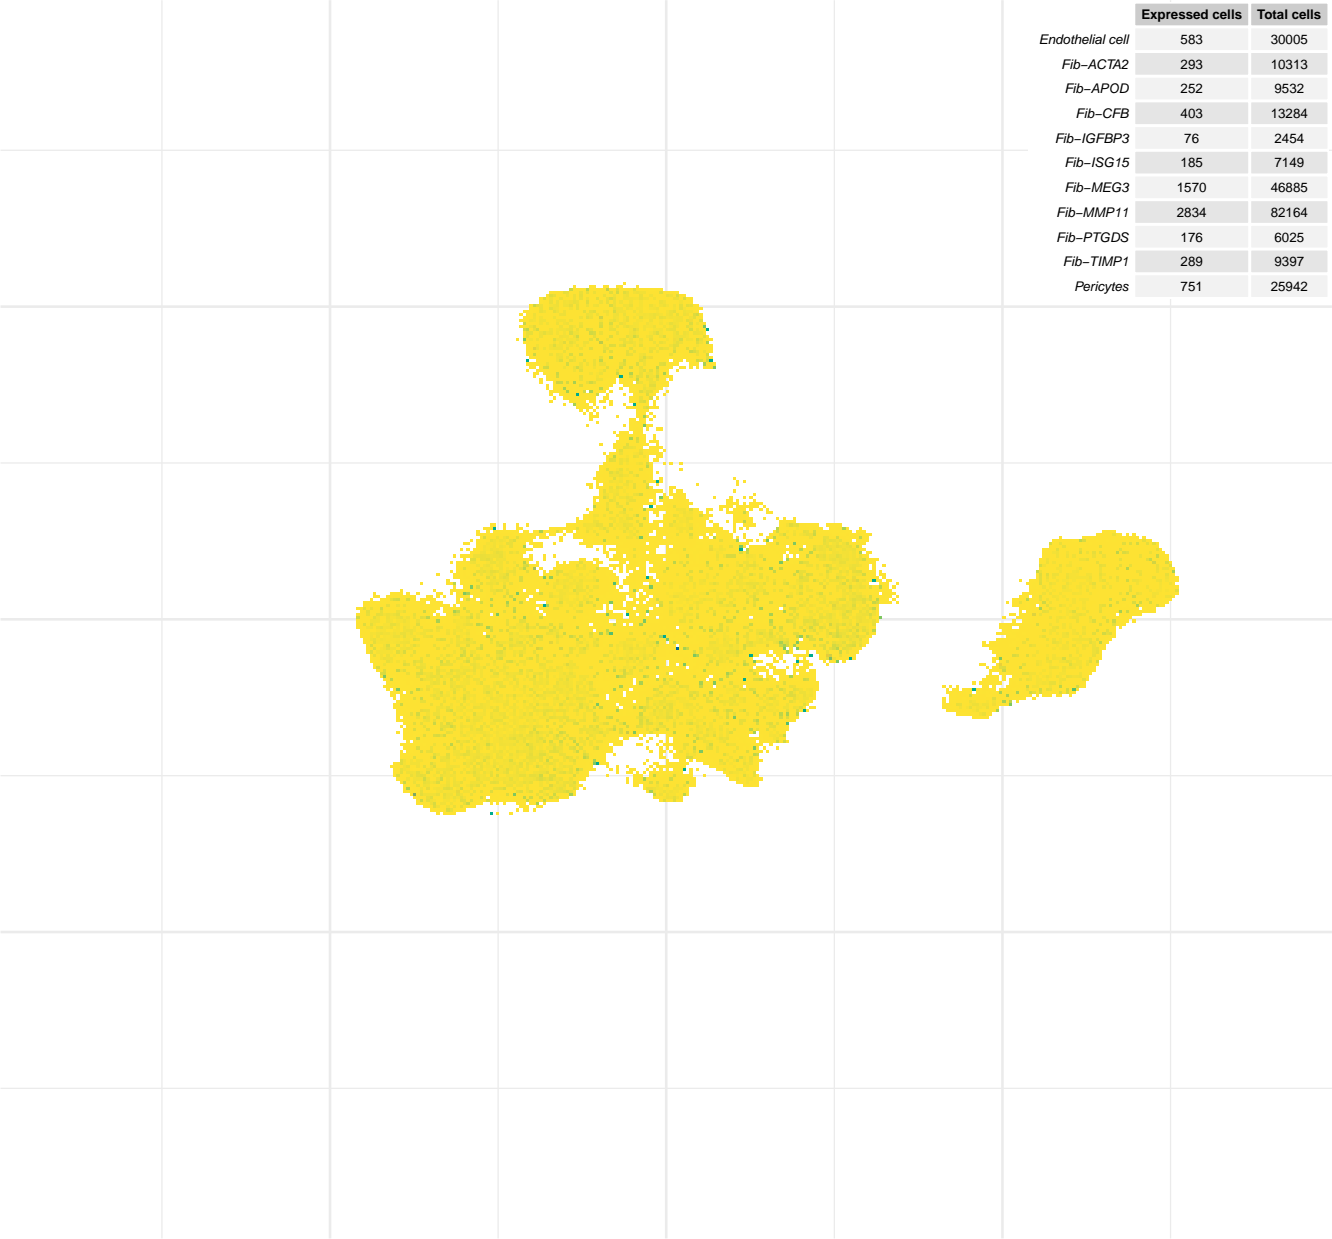 Expressed cells Total cells
Endothelial cell 583 30005
Fib−ACTA2 293 10313
Fib−APOD 252 9532
Fib−CFB 403 13284
Fib−IGFBP3 76 2454
Fib−ISG15 185 7149
Fib−MEG3 1570 46885
Fib−MMP11 2834 82164
Fib−PTGDS 176 6025
Fib−TIMP1 289 9397
Pericytes 751 25942